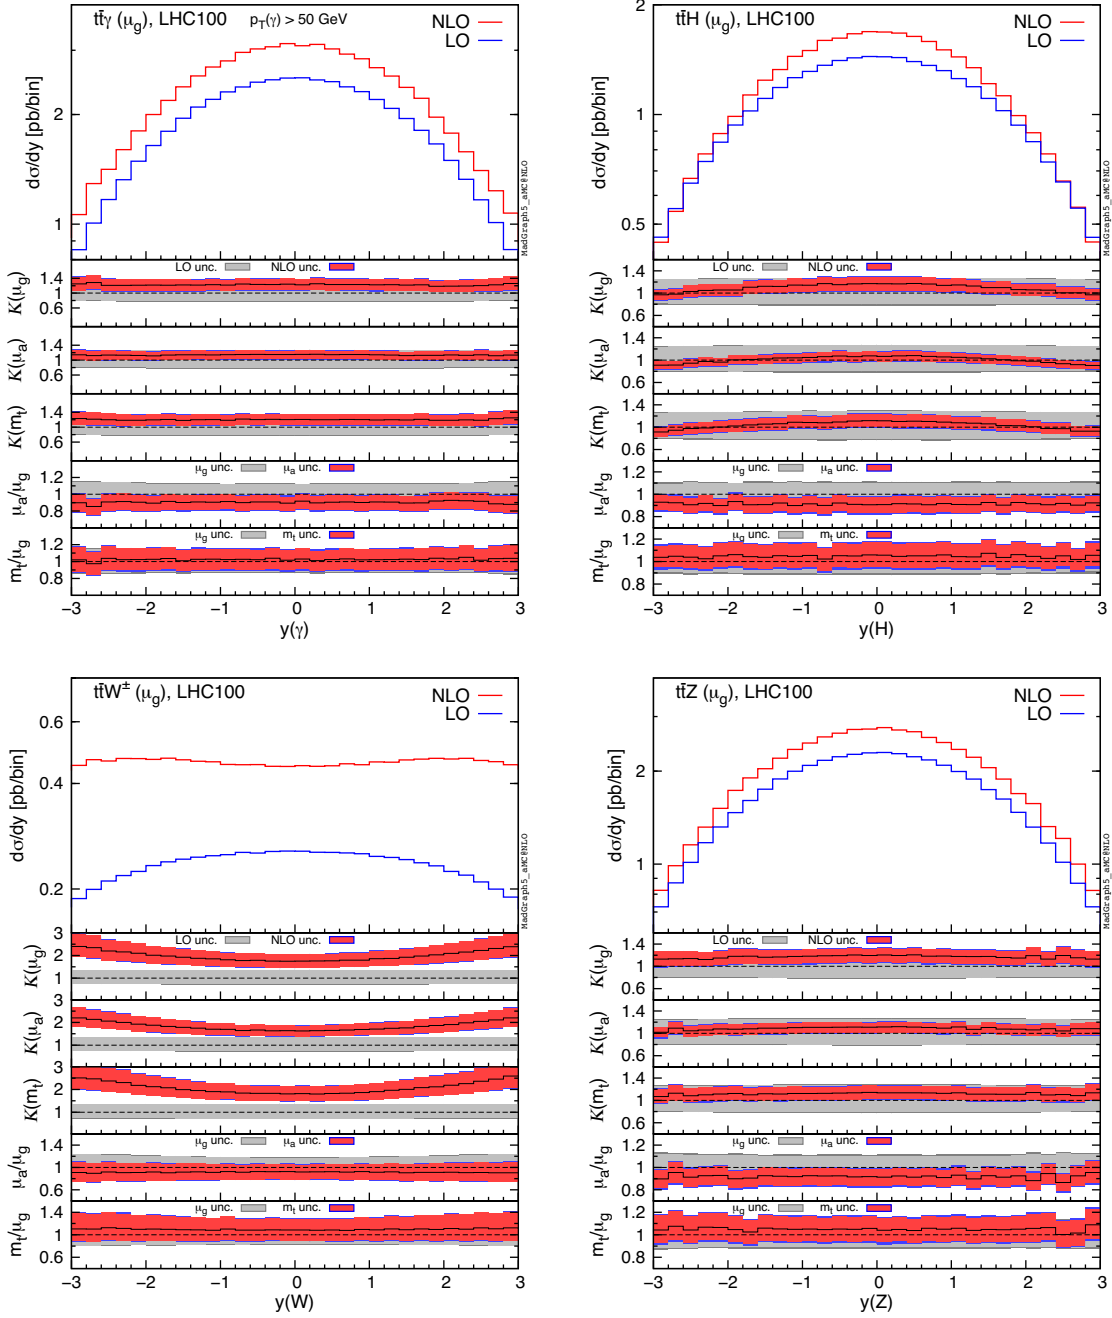 tt̄γ (μg), LHC100 pT(γ) > 50 GeV
NLO
LO
dσ/dy [pb/bin]
2
1
MadGraph5_aMC@NLO
LO unc. NLO unc.
K(μg)
1.4
1
0.6
K(μa)
1.4
1
0.6
K(mt)
1.4
1
0.6
μg unc. μa unc.
μa/μg
1.2
1
0.8
μg unc. mt unc.
mt/μg
1.2
1
0.8
-3 -2 -1 0 1 2 3
y(γ)
tt̄H (μg), LHC100
NLO
LO
dσ/dy [pb/bin]
2
1
0.5
MadGraph5_aMC@NLO
LO unc. NLO unc.
K(μg)
1.4
1
0.6
K(μa)
1.4
1
0.6
K(mt)
1.4
1
0.6
μg unc. μa unc.
μa/μg
1.2
1
0.8
μg unc. mt unc.
mt/μg
1.2
1
0.8
-3 -2 -1 0 1 2 3
y(H)
tt̄W± (μg), LHC100
NLO
LO
dσ/dy [pb/bin]
0.6
0.4
0.2
MadGraph5_aMC@NLO
LO unc. NLO unc.
K(μg)
3
2
1
K(μa)
3
2
1
K(mt)
3
2
1
μg unc. μa unc.
μa/μg
1.4
1
0.6
μg unc. mt unc.
mt/μg
1.4
1
0.6
-3 -2 -1 0 1 2 3
y(W)
tt̄Z (μg), LHC100
NLO
LO
dσ/dy [pb/bin]
2
1
MadGraph5_aMC@NLO
LO unc. NLO unc.
K(μg)
1.4
1
0.6
K(μa)
1.4
1
0.6
K(mt)
1.4
1
0.6
μg unc. μa unc.
μa/μg
1.2
1
0.8
μg unc. mt unc.
mt/μg
1.2
1
0.8
-3 -2 -1 0 1 2 3
y(Z)